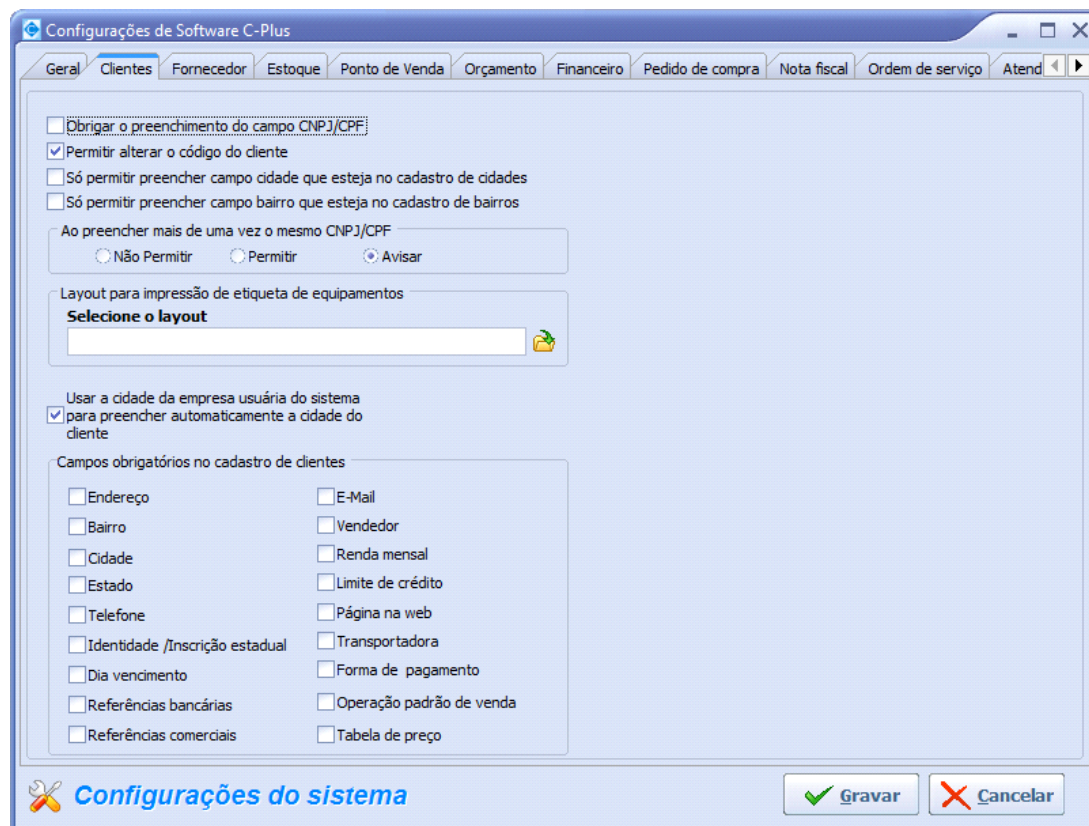 Configurações de Software C-Plus
Geral Clientes Fornecedor Estoque Ponto de Venda Orçamento Financeiro Pedido de compra Nota fiscal Ordem de serviço Atend
Obrigar o preenchimento do campo CNPJ/CPF
Permitir alterar o código do cliente
Só permitir preencher campo cidade que esteja no cadastro de cidades
Só permitir preencher campo bairro que esteja no cadastro de bairros
Ao preencher mais de uma vez o mesmo CNPJ/CPF
Não Permitir Permitir Avisar
Layout para impressão de etiqueta de equipamentos
Selecione o layout
Usar a cidade da empresa usuária do sistema
para preencher automaticamente a cidade do
cliente
Campos obrigatórios no cadastro de clientes
Endereço
Bairro
Cidade
Estado
Telefone
Identidade /Inscrição estadual
Dia vencimento
Referências bancárias
Referências comerciais
E-Mail
Vendedor
Renda mensal
Limite de crédito
Página na web
Transportadora
Forma de pagamento
Operação padrão de venda
Tabela de preço
Configurações do sistema
Gravar
Cancelar